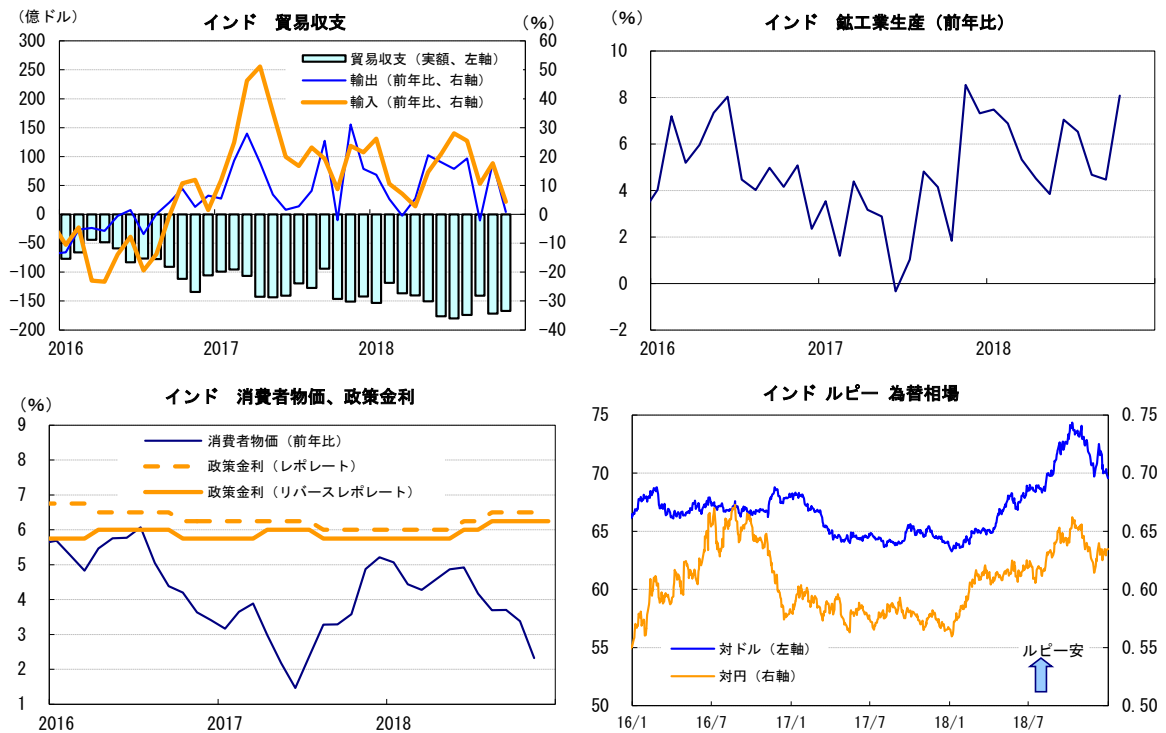 インド　貿易収支
（億ドル） （％）
300 60
250 50
200 40
150 30
100 20
50 10
0 0
-50 -10
-100 -20
-150 -30
-200 -40
2016 2017 2018
貿易収支（実額、左軸）
輸出（前年比、右軸）
輸入（前年比、右軸）
インド　鉱工業生産（前年比）
（％）
10
8
6
4
2
0
-2
2016 2017 2018
インド　消費者物価、政策金利
（％）
9
8
7
6
5
4
3
2
1
2016 2017 2018
消費者物価（前年比）
政策金利（レポレート）
政策金利（リバースレポレート）
インド ルピー 為替相場
75 0.75
70 0.70
65 0.65
60 0.60
55 0.55
50 0.50
16/1 16/7 17/1 17/7 18/1 18/7
対ドル（左軸）
対円（右軸）
ルピー安